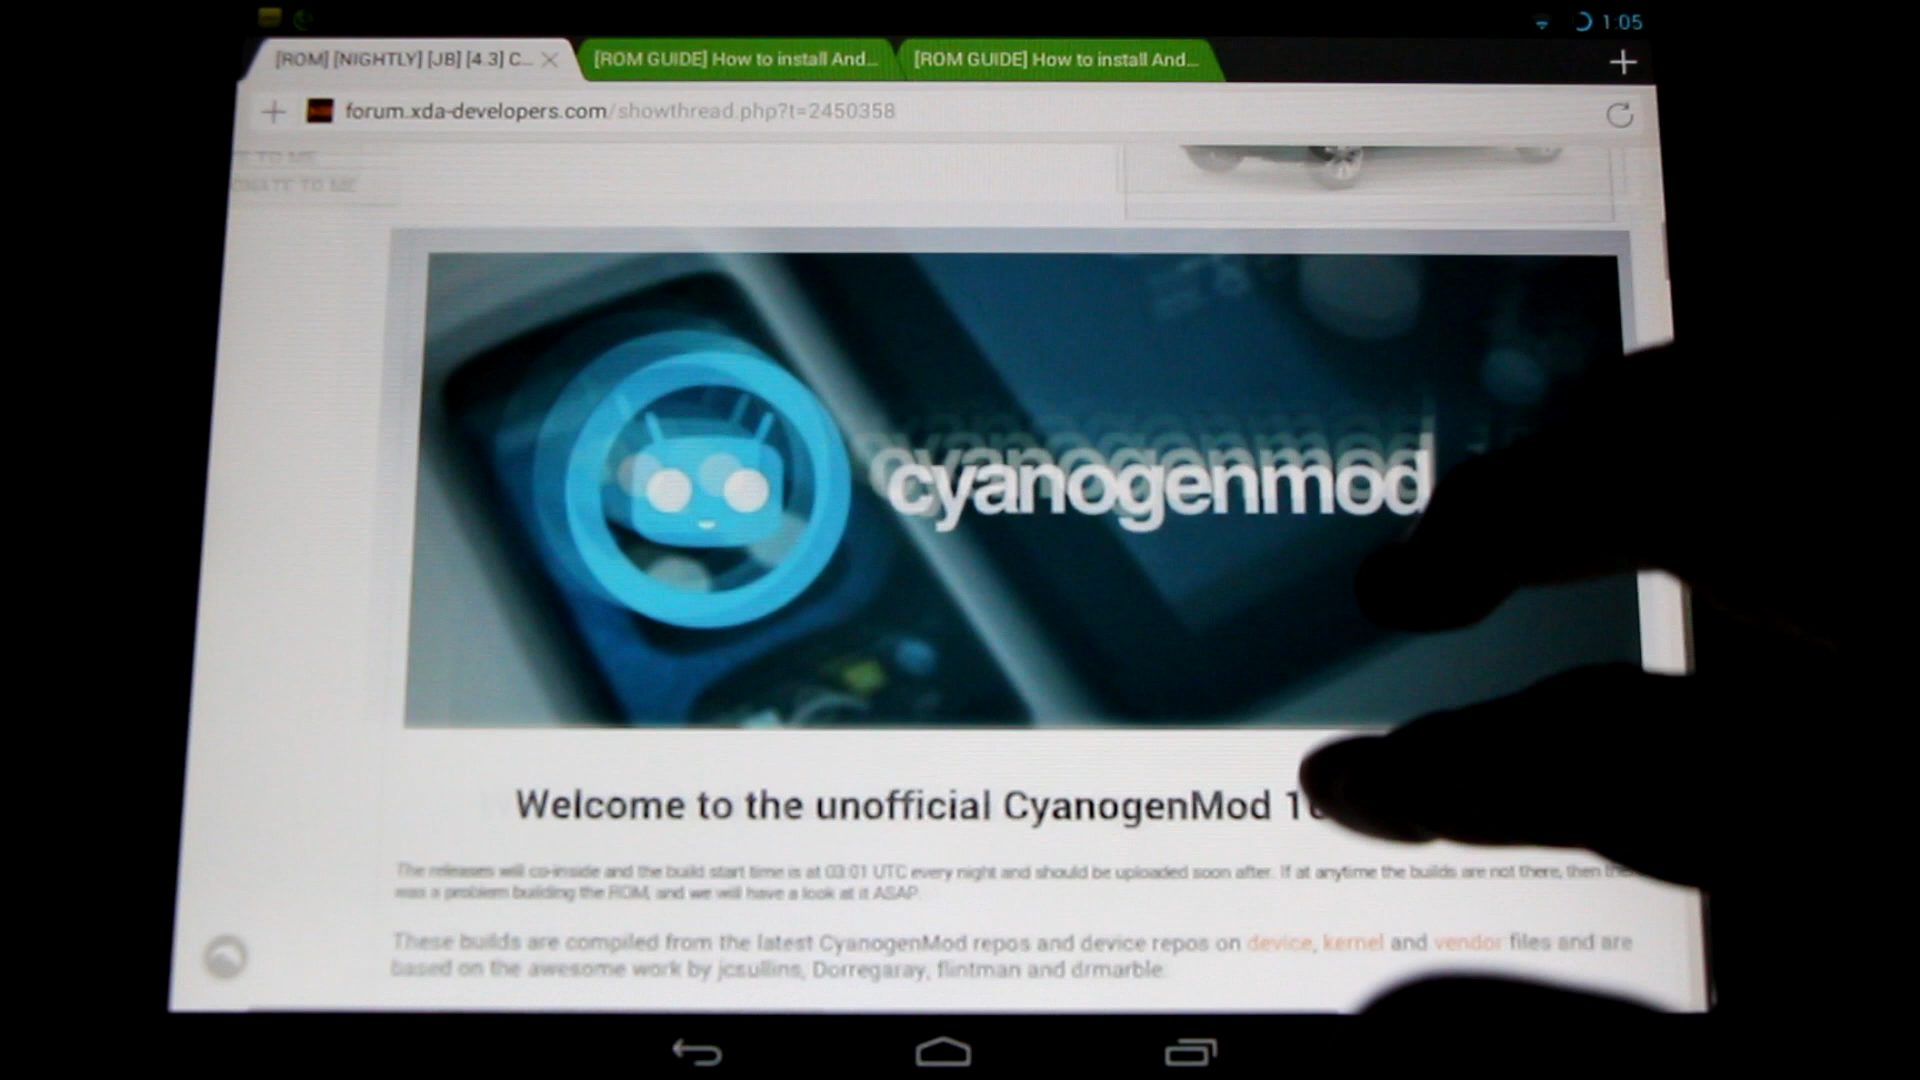 1:05
[ROM] [NIGHTLY] [JB] [4.3] C...
[ROM GUIDE] How to install And...
[ROM GUIDE] How to install And...
forum.xda-developers.com/showthread.php?t=2450358
TO ME
TO ME
cyanogenmod
Welcome to the unofficial CyanogenMod
The releases will co-inside and the build start time is at 03:01 UTC every night and should be uploaded soon after. If at anytime the builds are not there, then
was a problem building the ROM, and we will have a look at it ASAP.
These builds are compiled from the latest CyanogenMod repos and device repos on device, kernel and vendor files and are
based on the awesome work by jcsullins, Dorregaray, flintman and drmarble.